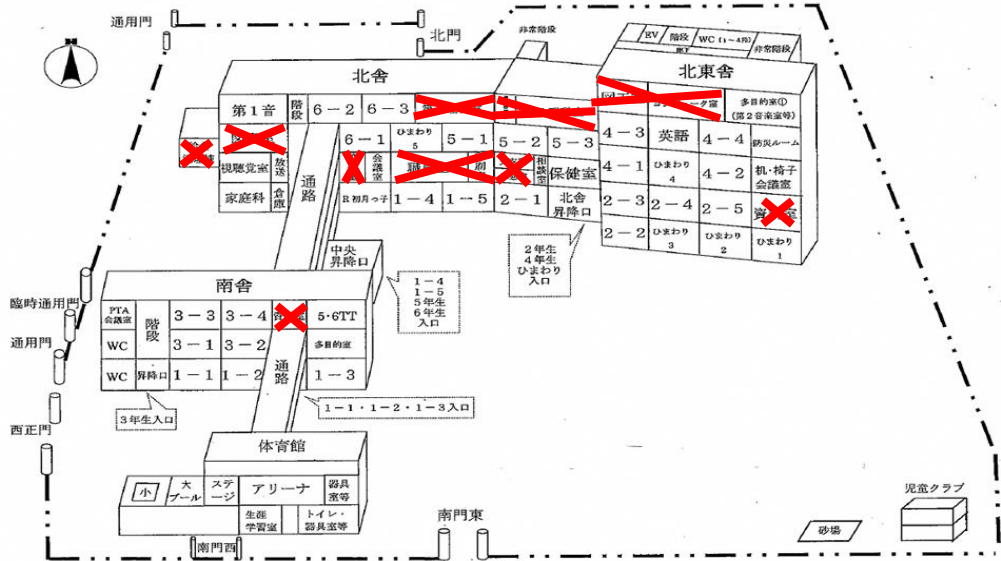 通用門
北門
非常階段
EV 階段 WC(1~4階)
廊下
非常階段
北舎
北東舎
第1音
階段
6-2
6-3
多目的室①
(第2音楽室等)
6-1
ひまわり
5
5-1
5-2
5-3
4-3
英語
4-4
防災ルーム
視聴覚室
放送
会議室
相談室
保健室
4-1
ひまわり
4
4-2
机・椅子
会議室
家庭科
倉庫
R 初月っ子
1-4
1-5
2-1
北舎
昇降口
2-3
2-4
2-5
2-2
ひまわり
3
ひまわり
2
ひまわり
1
通路
中央
昇降口
2年生
4年生
ひまわり
入口
1-4
1-5
5年生
6年生
入口
南舎
臨時通用門
PTA
会議室
階段
3-3
3-4
5・6TT
通用門
WC
3-1
3-2
多目的室
通路
WC
昇降口
1-1
1-2
1-3
3年生入口
1-1・1-2・1-3入口
西正門
体育館
小
大
プール
ステージ
アリーナ
器具
室等
生涯
学習室
トイレ・
器具室等
南門西
南門東
砂場
児童クラブ